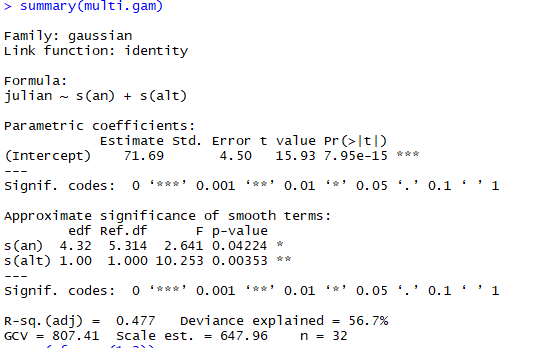 > summary(multi.gam)
Family: gaussian
Link function: identity
Formula:
julian ~ s(an) + s(alt)
Parametric coefficients:
Estimate Std. Error t value Pr(>|t|)
(Intercept) 71.69 4.50 15.93 7.95e-15 ***
---
Signif. codes: 0 ‘***’ 0.001 ‘**’ 0.01 ‘*’ 0.05 ‘.’ 0.1 ‘ ’ 1
Approximate significance of smooth terms:
edf Ref.df F p-value
s(an) 4.32 5.314 2.641 0.04224 *
s(alt) 1.00 1.000 10.253 0.00353 **
---
Signif. codes: 0 ‘***’ 0.001 ‘**’ 0.01 ‘*’ 0.05 ‘.’ 0.1 ‘ ’ 1
R-sq.(adj) = 0.477 Deviance explained = 56.7%
GCV = 807.41 Scale est. = 647.96 n = 32